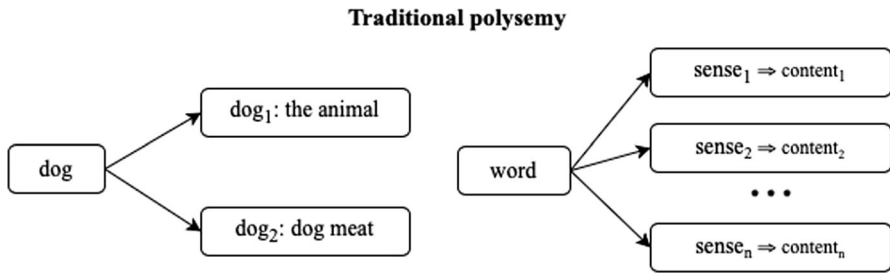 Traditional polysemy
dog
dog₁: the animal
dog₂: dog meat
word
sense₁ ⇒ content₁
sense₂ ⇒ content₂
• • •
senseₙ ⇒ contentₙ